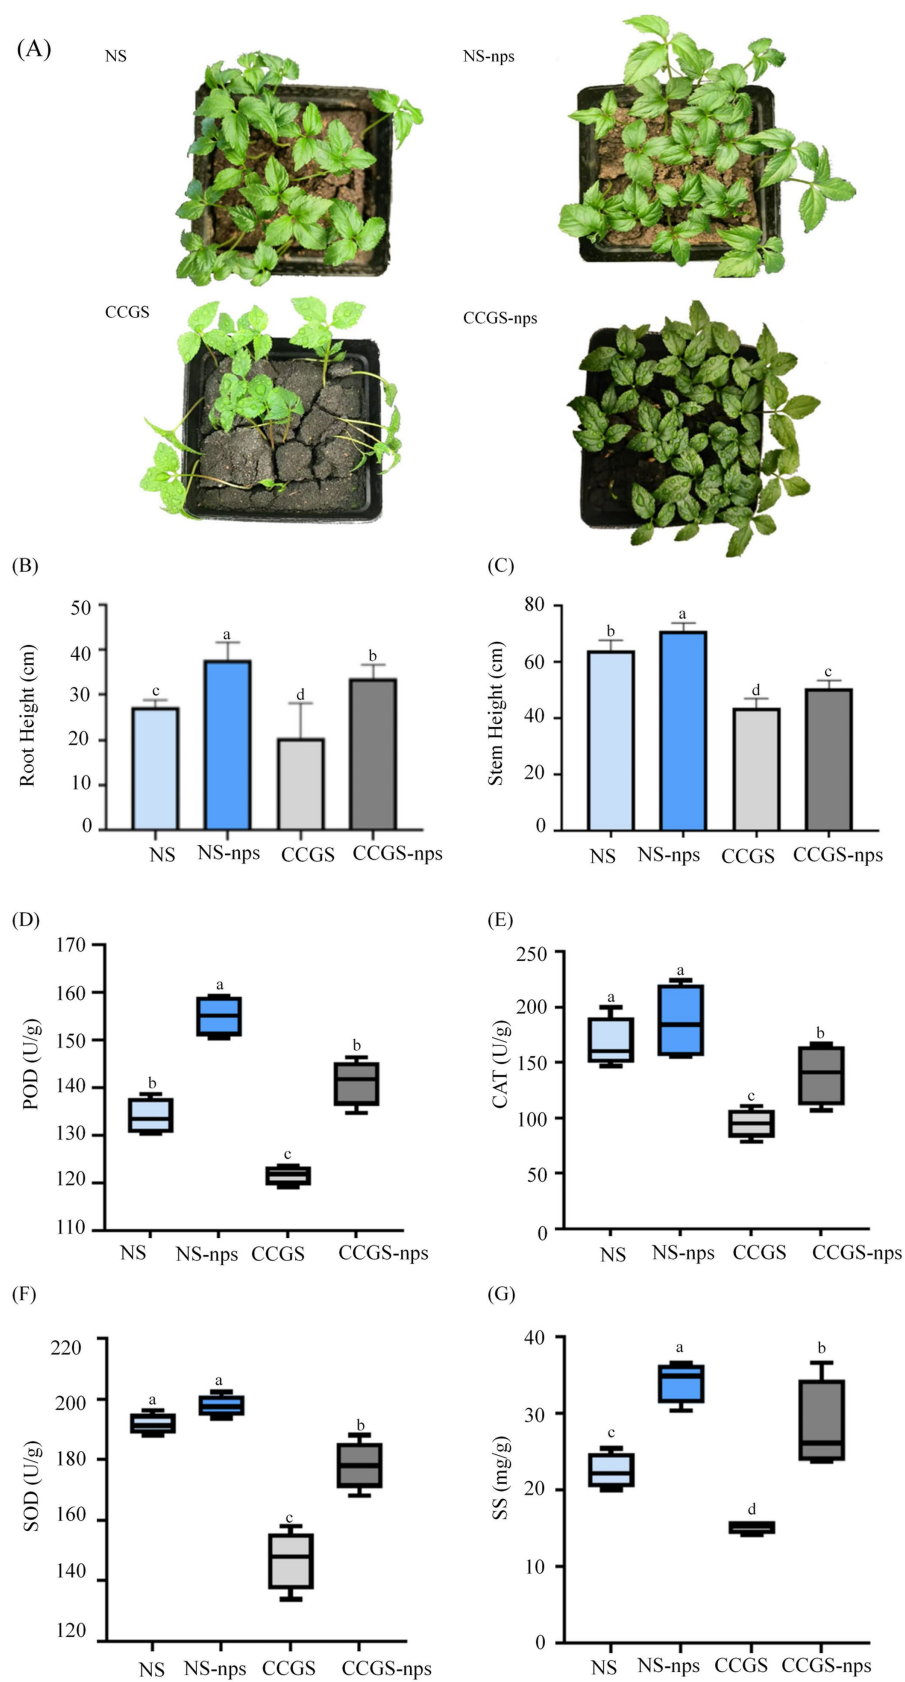 (A)
NS
NS-nps
CCGS
CCGS-nps
(B)
Root Height (cm)
50
40
30
20
10
0
c
a
d
b
NS
NS-nps
CCGS
CCGS-nps
(C)
Stem Height (cm)
80
60
40
20
0
b
a
d
c
NS
NS-nps
CCGS
CCGS-nps
(D)
POD (U/g)
170
160
150
140
130
120
110
b
a
c
b
NS
NS-nps
CCGS
CCGS-nps
(E)
CAT (U/g)
250
200
150
100
50
0
a
a
c
b
NS
NS-nps
CCGS
CCGS-nps
(F)
SOD (U/g)
220
200
180
160
140
120
a
a
c
b
NS
NS-nps
CCGS
CCGS-nps
(G)
SS (mg/g)
40
30
20
10
0
c
a
d
b
NS
NS-nps
CCGS
CCGS-nps